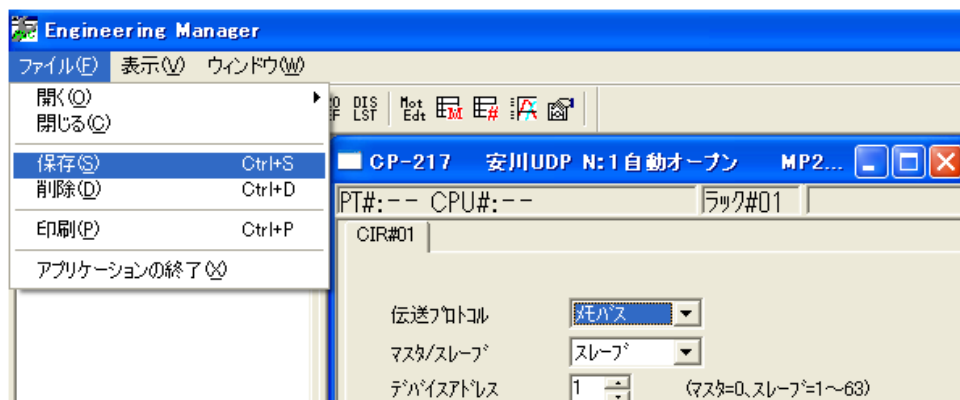 Engineering Manager
ファイル(F) 表示(V) ウィンドウ(W)
開く(O)
閉じる(C)
保存(S) Ctrl+S
削除(D) Ctrl+D
印刷(P) Ctrl+P
アプリケーションの終了(X)
DIS LST Mot Edt M #
CP-217 安川UDP N:1自動オープン MP2...
PT#:-- CPU#:-- ラック#01
CIR#01
伝送プロトコル メモバス
マスタ/スレーブ スレーブ
デバイスアドレス 1 (マスタ=0、スレーブ=1~63)